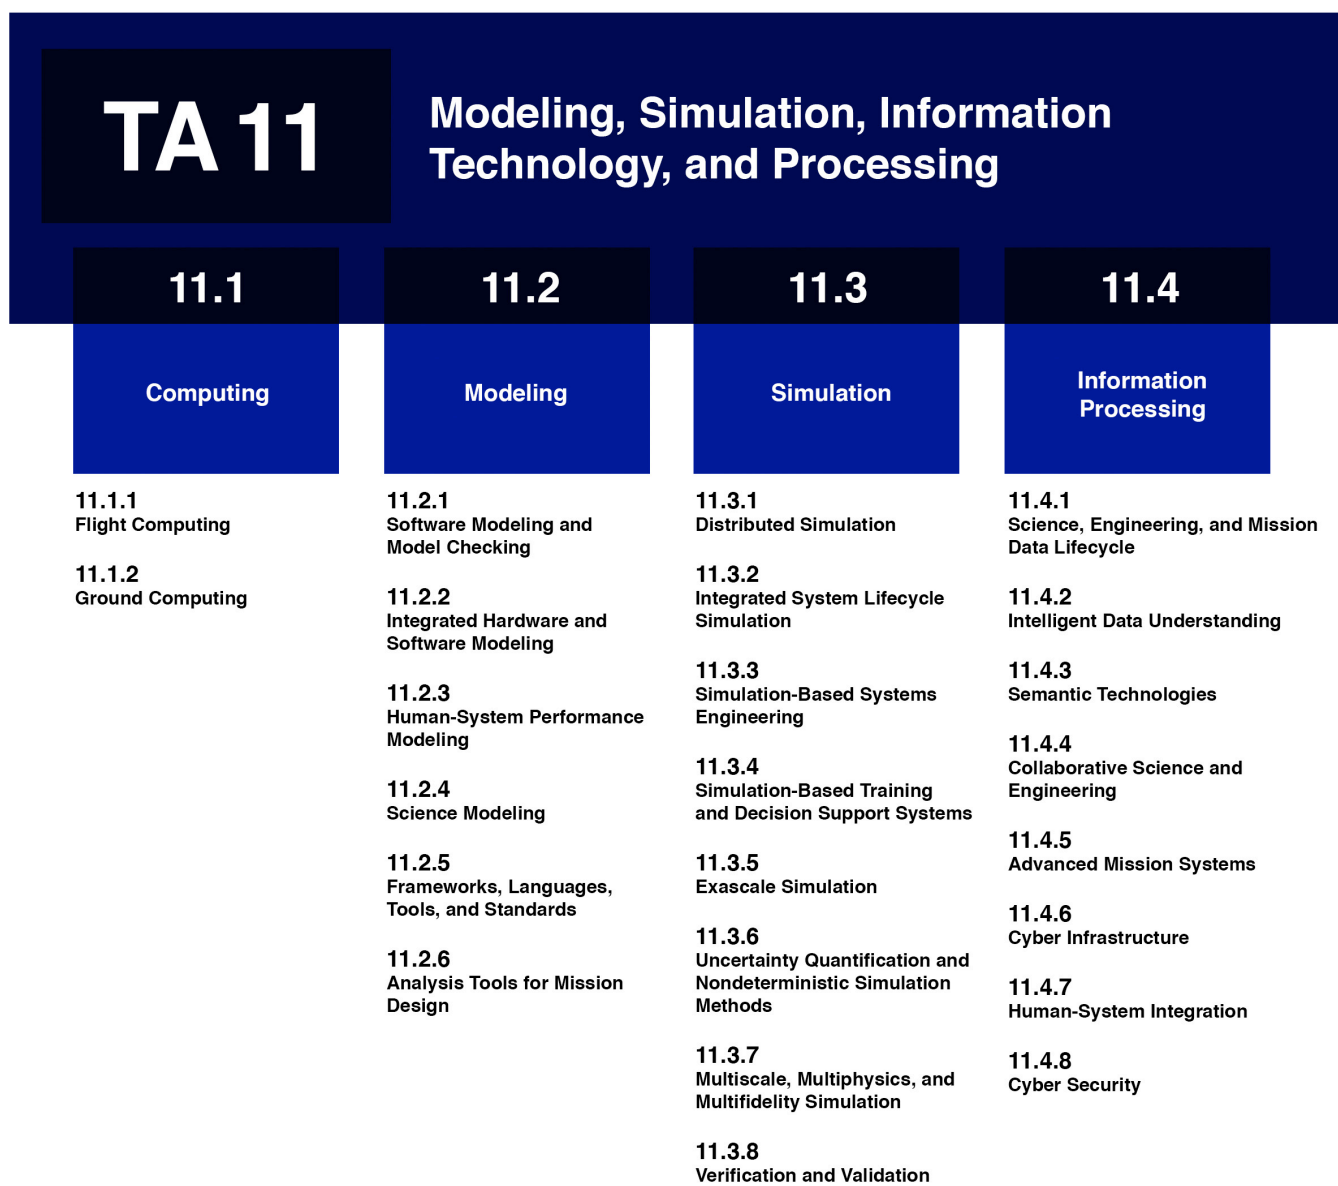 TA 11
Modeling, Simulation, Information
Technology, and Processing
11.1
Computing
11.1.1
Flight Computing
11.1.2
Ground Computing
11.2
Modeling
11.2.1
Software Modeling and
Model Checking
11.2.2
Integrated Hardware and
Software Modeling
11.2.3
Human-System Performance
Modeling
11.2.4
Science Modeling
11.2.5
Frameworks, Languages,
Tools, and Standards
11.2.6
Analysis Tools for Mission
Design
11.3
Simulation
11.3.1
Distributed Simulation
11.3.2
Integrated System Lifecycle
Simulation
11.3.3
Simulation-Based Systems
Engineering
11.3.4
Simulation-Based Training
and Decision Support Systems
11.3.5
Exascale Simulation
11.3.6
Uncertainty Quantification and
Nondeterministic Simulation
Methods
11.3.7
Multiscale, Multiphysics, and
Multifidelity Simulation
11.3.8
Verification and Validation
11.4
Information
Processing
11.4.1
Science, Engineering, and Mission
Data Lifecycle
11.4.2
Intelligent Data Understanding
11.4.3
Semantic Technologies
11.4.4
Collaborative Science and
Engineering
11.4.5
Advanced Mission Systems
11.4.6
Cyber Infrastructure
11.4.7
Human-System Integration
11.4.8
Cyber Security